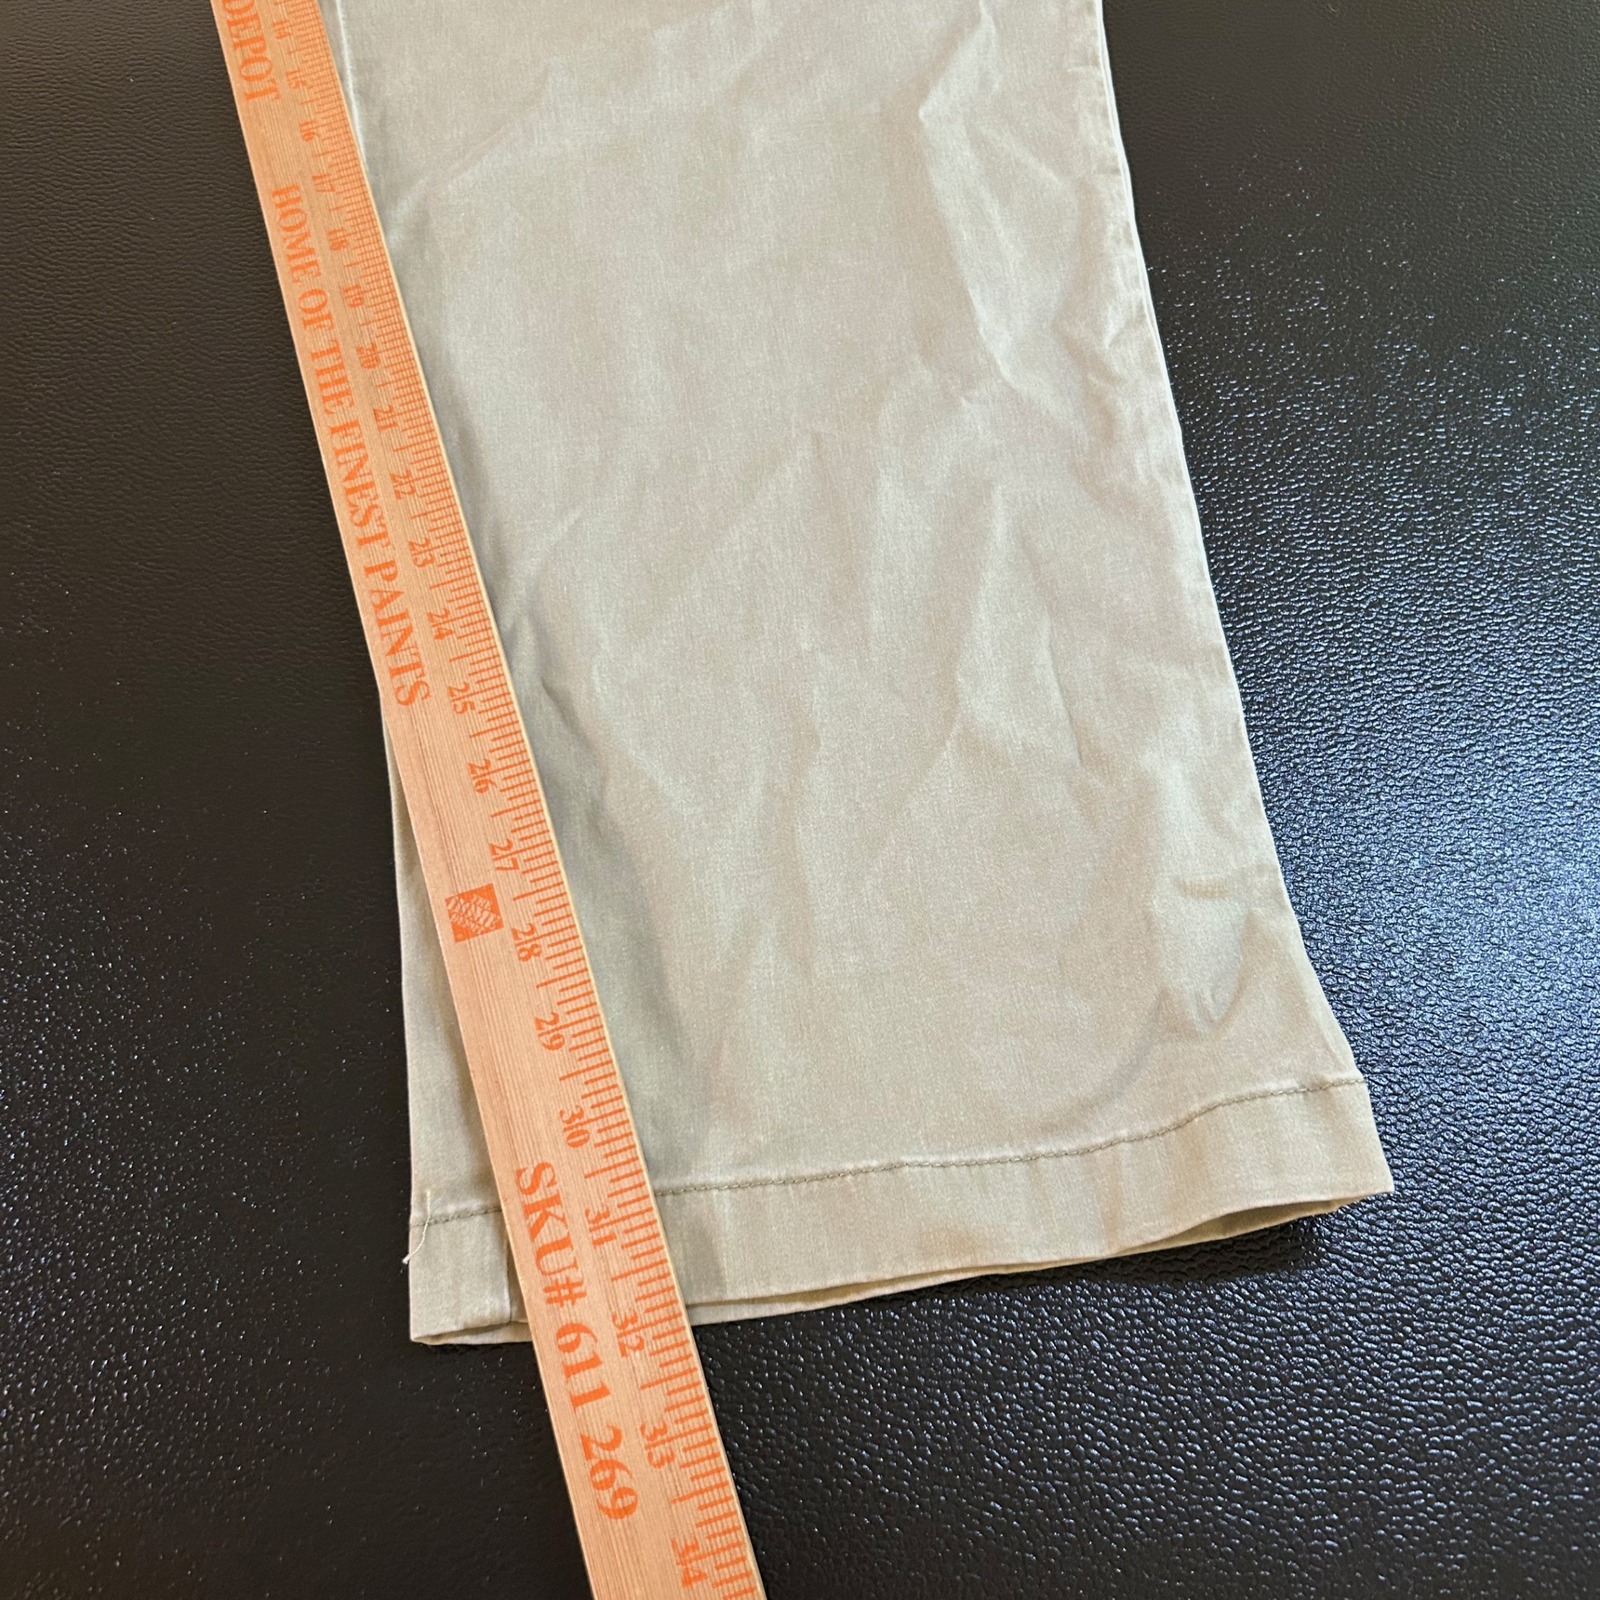 DEPOT HOME OF THE FINEST PAINTS SKU# 611 269
15 16 17 18 19 20 21 22 23 24 25 26 27 28 29 30 31 32 33 34